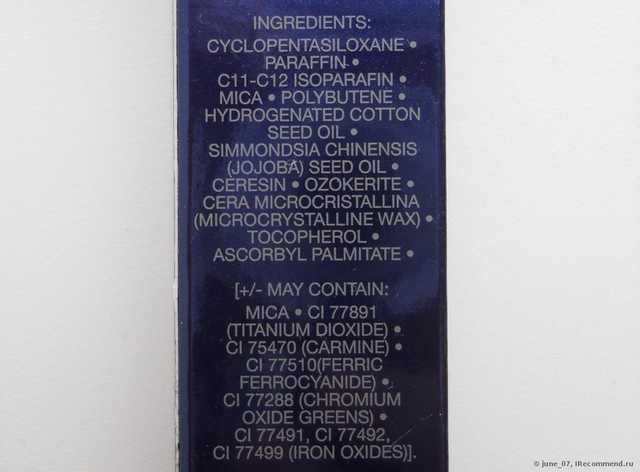 INGREDIENTS:
CYCLOPENTASILOXANE •
PARAFFIN •
C11-C12 ISOPARAFIN •
MICA • POLYBUTENE •
HYDROGENATED COTTON
SEED OIL •
SIMMONDSIA CHINENSIS
(JOJOBA) SEED OIL •
CERESIN • OZOKERITE •
CERA MICROCRISTALLINA
(MICROCRYSTALLINE WAX) •
TOCOPHEROL •
ASCORBYL PALMITATE •
[+/- MAY CONTAIN:
MICA • CI 77891
(TITANIUM DIOXIDE) •
CI 75470 (CARMINE) •
CI 77510(FERRIC
FERROCYANIDE) •
CI 77288 (CHROMIUM
OXIDE GREENS) •
CI 77491, CI 77492,
CI 77499 (IRON OXIDES)].
© june_07, IRecommend.ru